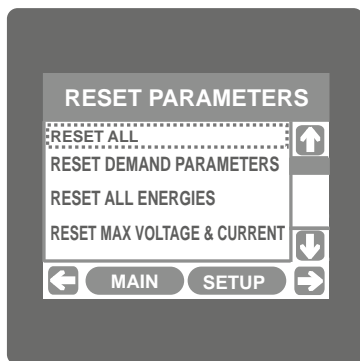 RESET PARAMETERS
RESET ALL
RESET DEMAND PARAMETERS
RESET ALL ENERGIES
RESET MAX VOLTAGE & CURRENT
MAIN SETUP